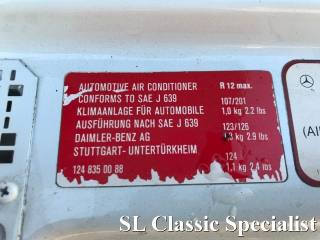 AUTOMOTIVE AIR CONDITIONER R 12 max.
CONFORMS TO SAE J 639 107/201
KLIMAANLAGE FÜR AUTOMOBILE 1,0 kg 2.2 lbs
AUSFÜHRUNG NACH SAE J 639 123/126
DAIMLER-BENZ AG kg 2.9 lbs
STUTTGART- UNTERTÜRKHEIM 124
124 835 00 88 1,1 kg 2.4 lbs
(AI
SL Classic Specialist